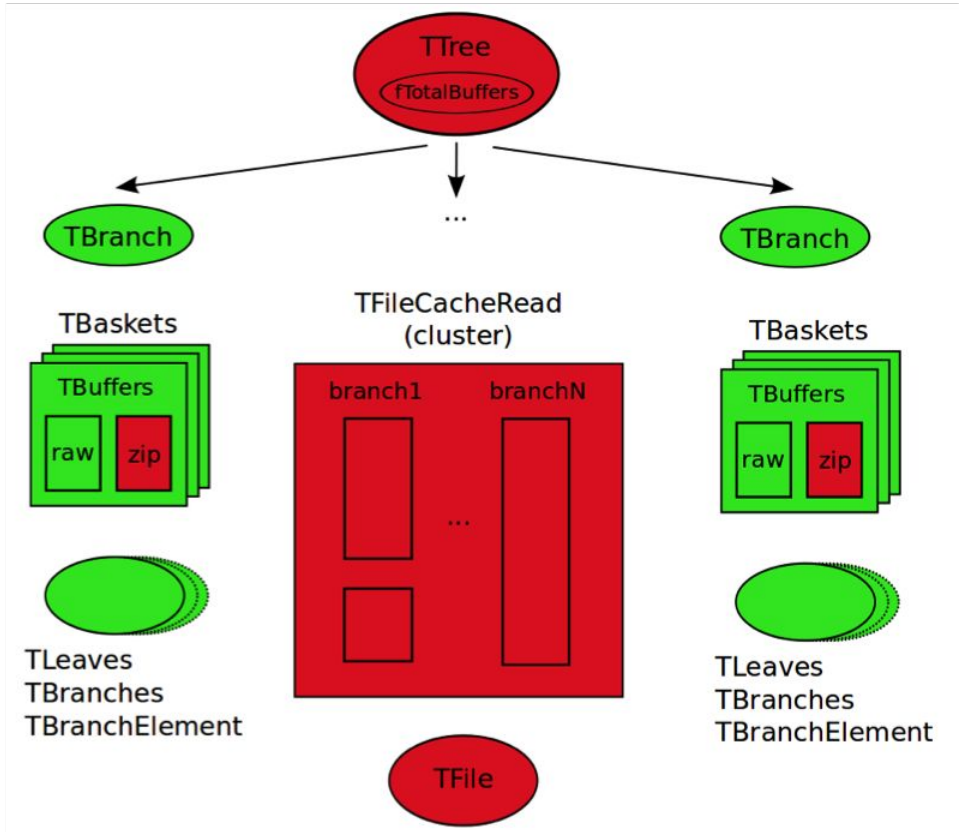 TTree
fTotalBuffers
...
TBranch
TBranch
TFileCacheRead
(cluster)
TBaskets
TBaskets
TBuffers
raw
zip
branch1
branchN
...
TBuffers
raw
zip
TLeaves
TBranches
TBranchElement
TLeaves
TBranches
TBranchElement
TFile